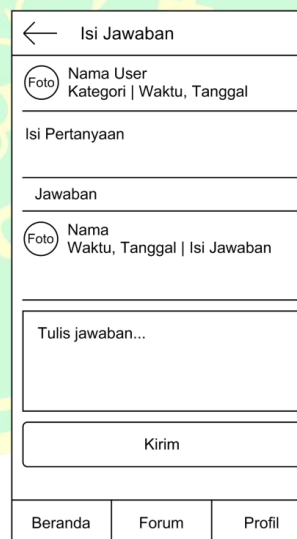 Isi Jawaban
Foto
Nama User
Kategori | Waktu, Tanggal
Isi Pertanyaan
Jawaban
Foto
Nama
Waktu, Tanggal | Isi Jawaban
Tulis jawaban...
Kirim
Beranda
Forum
Profil